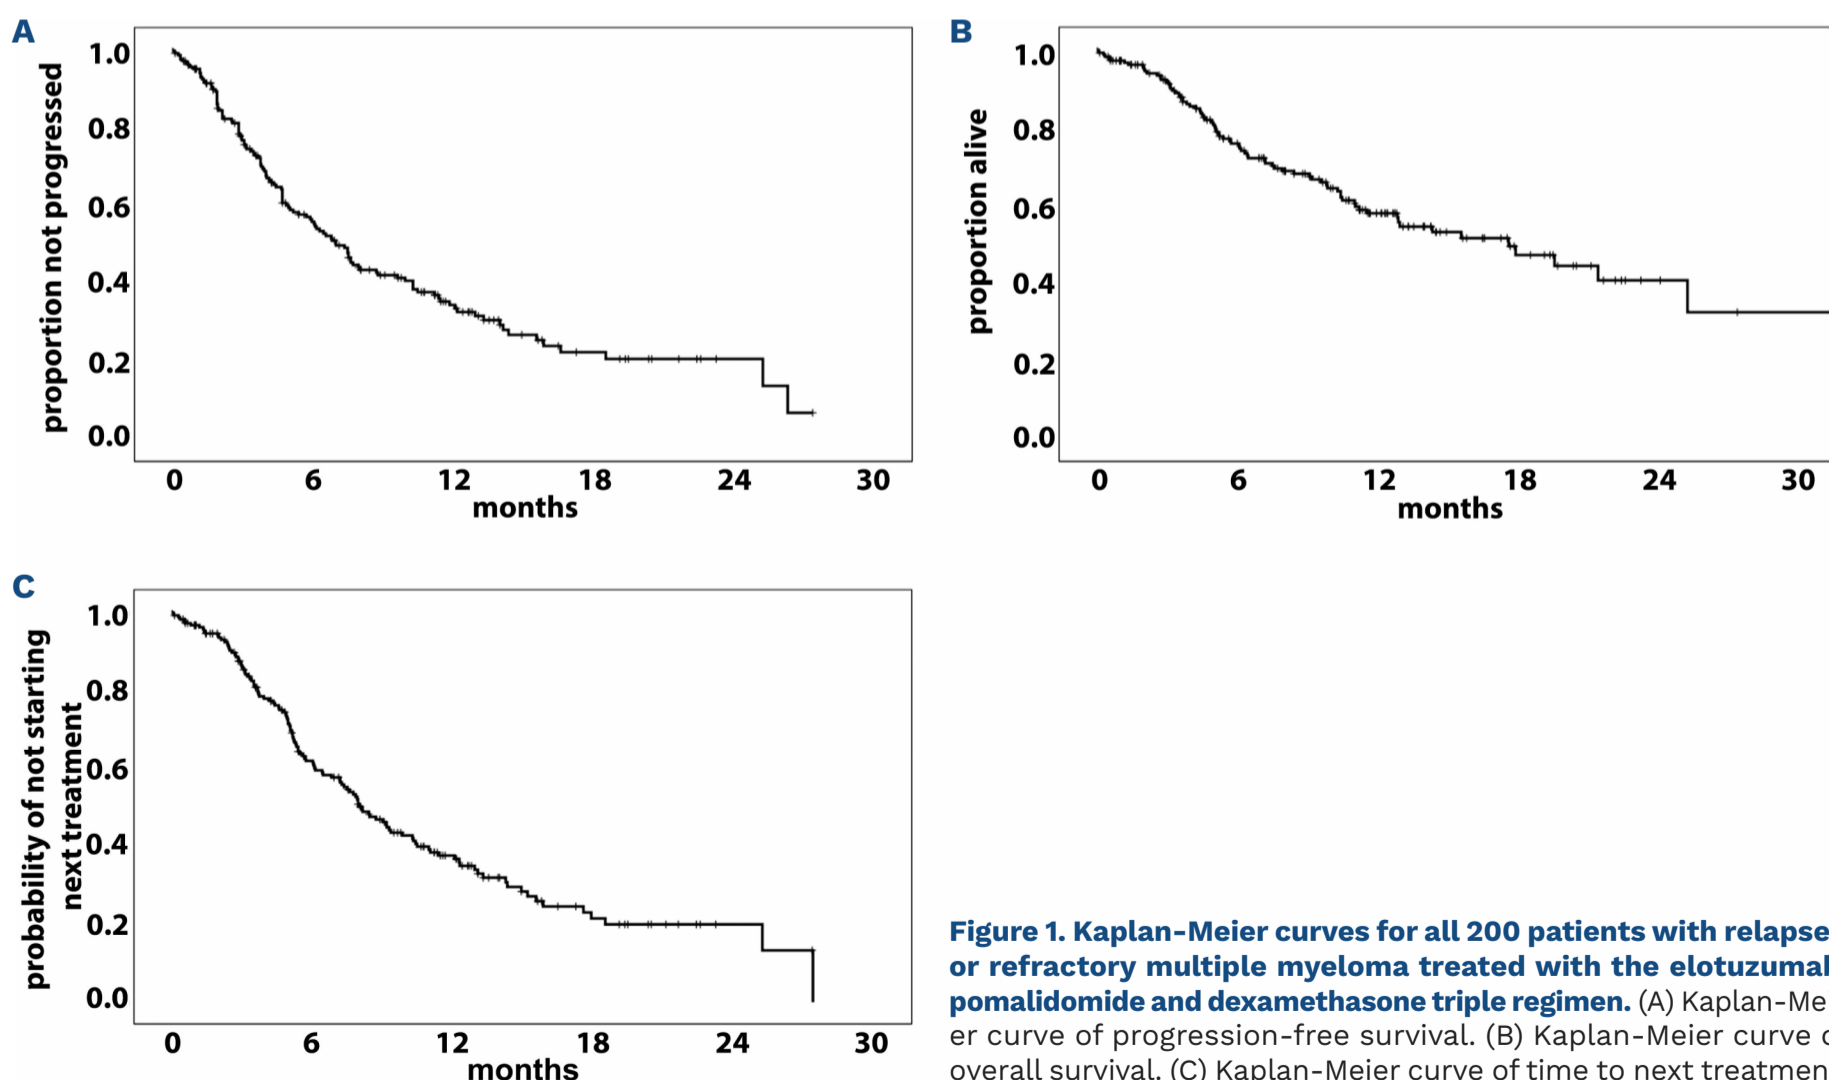 A
proportion not progressed
1.0
0.8
0.6
0.4
0.2
0.0
0 6 12 18 24 30
months
B
proportion alive
1.0
0.8
0.6
0.4
0.2
0.0
0 6 12 18 24 30
months
C
probability of not starting
next treatment
1.0
0.8
0.6
0.4
0.2
0.0
0 6 12 18 24 30
months
Figure 1. Kaplan-Meier curves for all 200 patients with relapse
or refractory multiple myeloma treated with the
pomalidomide and dexamethasone triple regimen. (A) Kaplan-Mei
er curve of progression-free survival. (B) Kaplan-Meier curve
overall survival. (C) Kaplan-Meier curve of time to next